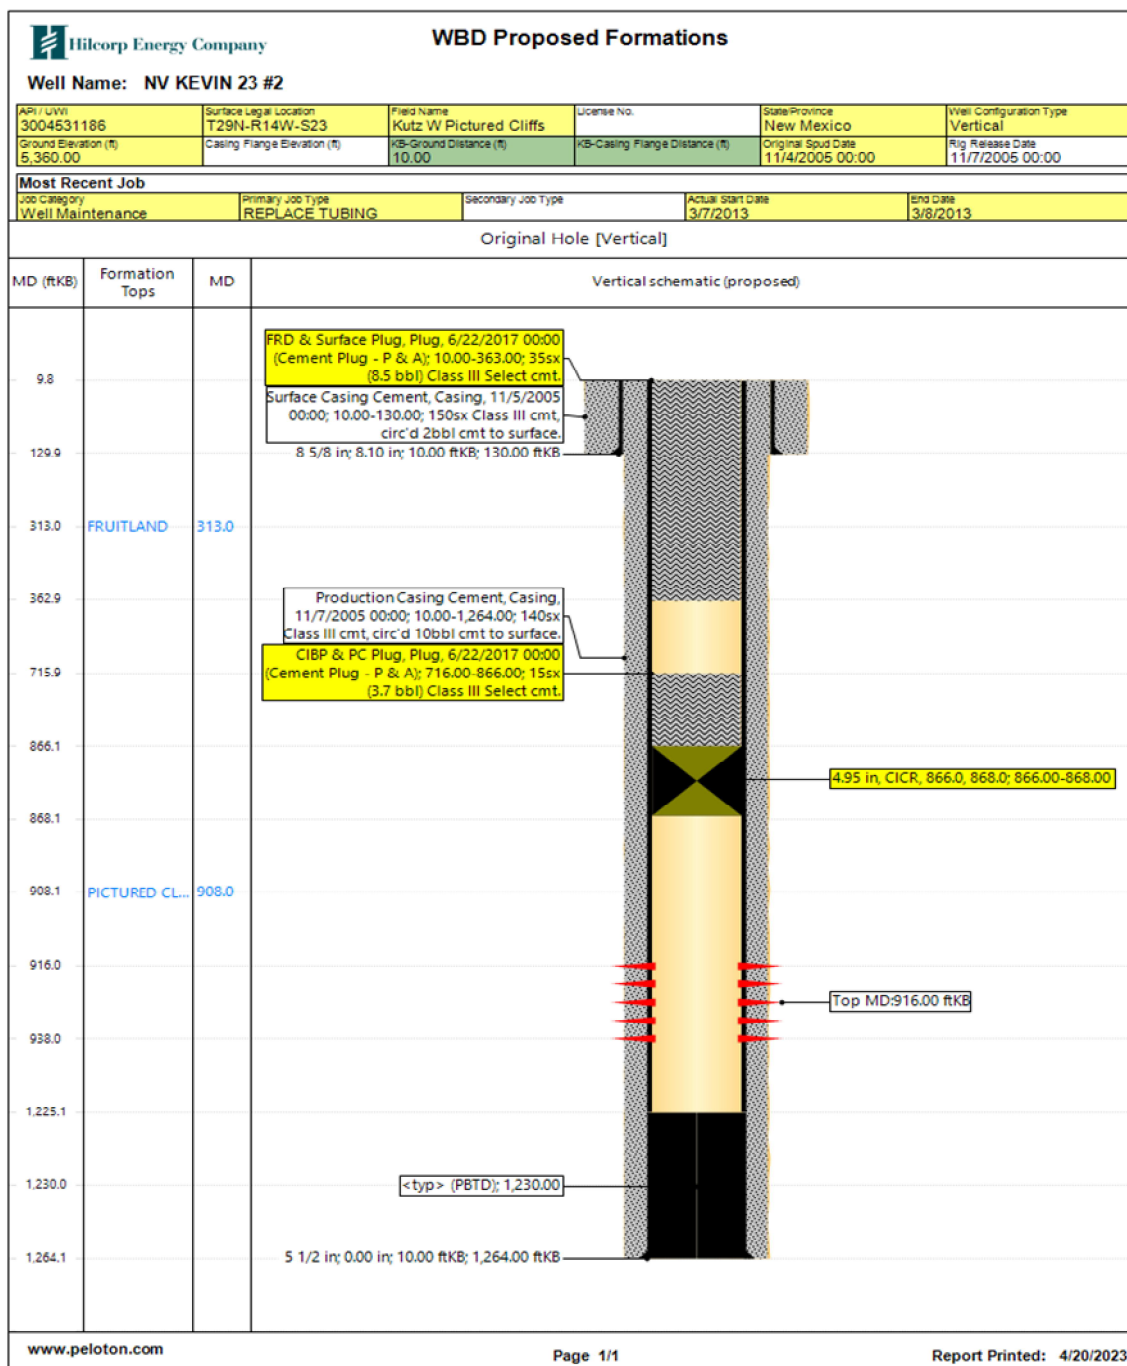 Hilcorp Energy Company
WBD Proposed Formations
Well Name: NV KEVIN 23 #2
API / UWI
3004531186
Surface Legal Location
T29N-R14W-S23
Field Name
Kutz W Pictured Cliffs
License No.
State/Province
New Mexico
Well Configuration Type
Vertical
Ground Elevation (ft)
5,360.00
Casing Flange Elevation (ft)
KB-Ground Distance (ft)
10.00
KB-Casing Flange Distance (ft)
Original Spud Date
11/4/2005 00:00
Rig Release Date
11/7/2005 00:00
Most Recent Job
Job Category
Well Maintenance
Primary Job Type
REPLACE TUBING
Secondary Job Type
Actual Start Date
3/7/2013
End Date
3/8/2013
Original Hole [Vertical]
MD (ftKB)
Formation
Tops
MD
Vertical schematic (proposed)
FRD & Surface Plug, Plug, 6/22/2017 00:00
(Cement Plug - P & A); 10.00-363.00; 35sx
(8.5 bbl) Class III Select cmt.
9.8
Surface Casing Cement, Casing, 11/5/2005
00:00; 10.00-130.00; 150sx Class III cmt,
circ'd 2bbl cmt to surface.
129.9
8 5/8 in; 8.10 in; 10.00 ftKB; 130.00 ftKB
313.0 FRUITLAND 313.0
362.9
Production Casing Cement, Casing,
11/7/2005 00:00; 10.00-1,264.00; 140sx
Class III cmt, circ'd 10bbl cmt to surface.
CIBP & PC Plug, Plug, 6/22/2017 00:00
(Cement Plug - P & A); 716.00-866.00; 15sx
(3.7 bbl) Class III Select cmt.
715.9
866.1
4.95 in, CICR, 866.0, 868.0; 866.00-868.00
868.1
908.1 PICTURED CL... 908.0
916.0
Top MD:916.00 ftKB
938.0
1,225.1
1,230.0
<typ> (PBTD); 1,230.00
1,264.1
5 1/2 in; 0.00 in; 10.00 ftKB; 1,264.00 ftKB
www.peloton.com
Page 1/1
Report Printed: 4/20/2023